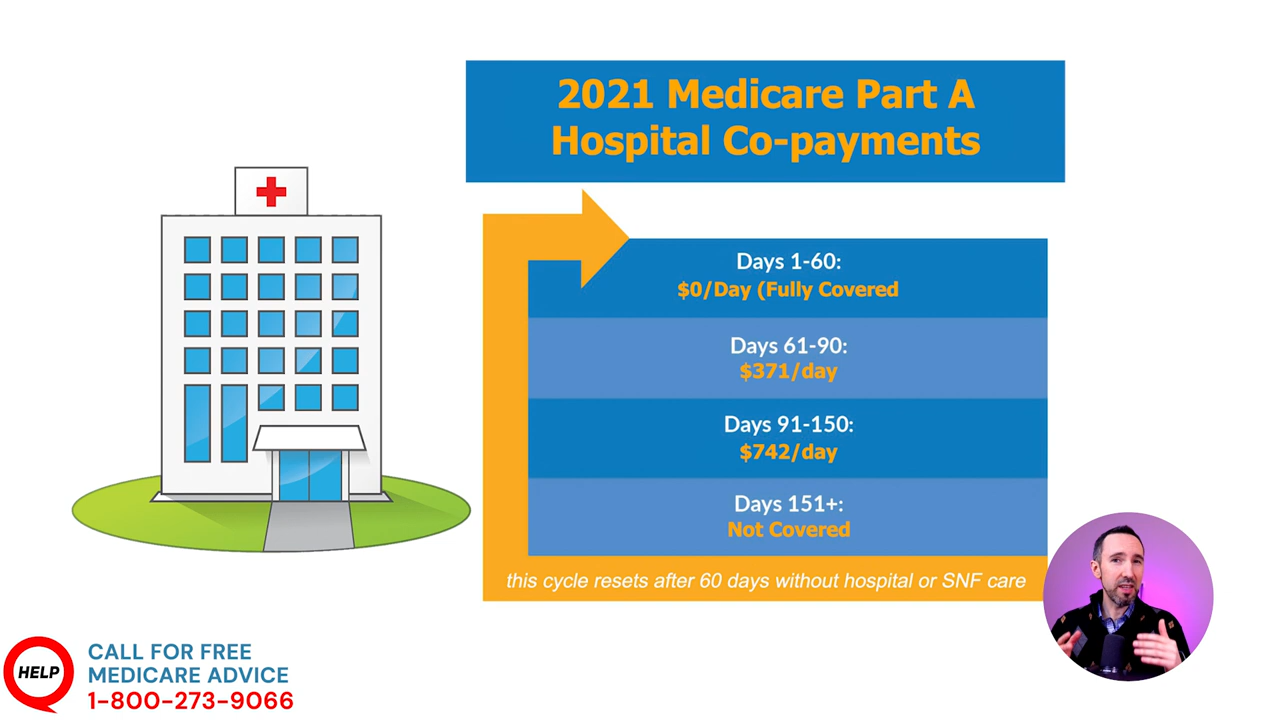 2021 Medicare Part A
Hospital Co-payments
Days 1-60:
$0/Day (Fully Covered
Days 61-90:
$371/day
Days 91-150:
$742/day
Days 151+:
Not Covered
this cycle resets after 60 days without hospital or SNF care
HELP
CALL FOR FREE
MEDICARE ADVICE
1-800-273-9066